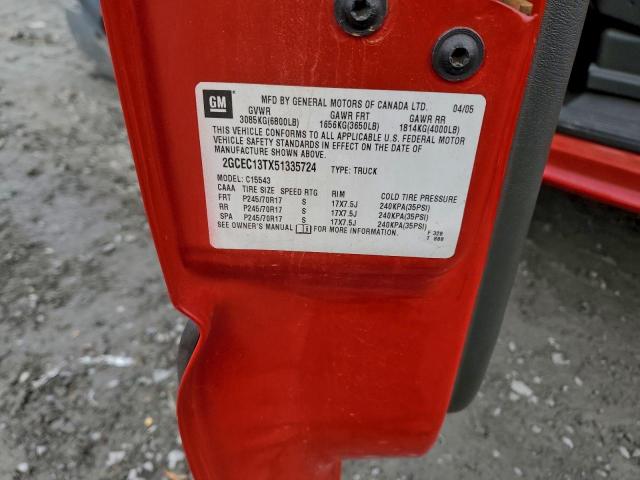 GM MFD BY GENERAL MOTORS OF CANADA LTD. 04/05
GVWR GAWR FRT GAWR RR
3085KG(6800LB) 1656KG(3650LB) 1814KG(4000LB)
THIS VEHICLE CONFORMS TO ALL APPLICABLE U.S. FEDERAL MOTOR
VEHICLE SAFETY STANDARDS IN EFFECT ON THE DATE OF
MANUFACTURE SHOWN ABOVE.
2GCEC13TX51335724 TYPE: TRUCK
MODEL: C15543
CAAA TIRE SIZE SPEED RTG RIM COLD TIRE PRESSURE
FRT P245/70R17 S 17X7.5J 240KPA(35PSI)
RR P245/70R17 S 17X7.5J 240KPA(35PSI)
SPA P245/70R17 S 17X7.5J 240KPA(35PSI)
SEE OWNER'S MANUAL FOR MORE INFORMATION.
F 328
T